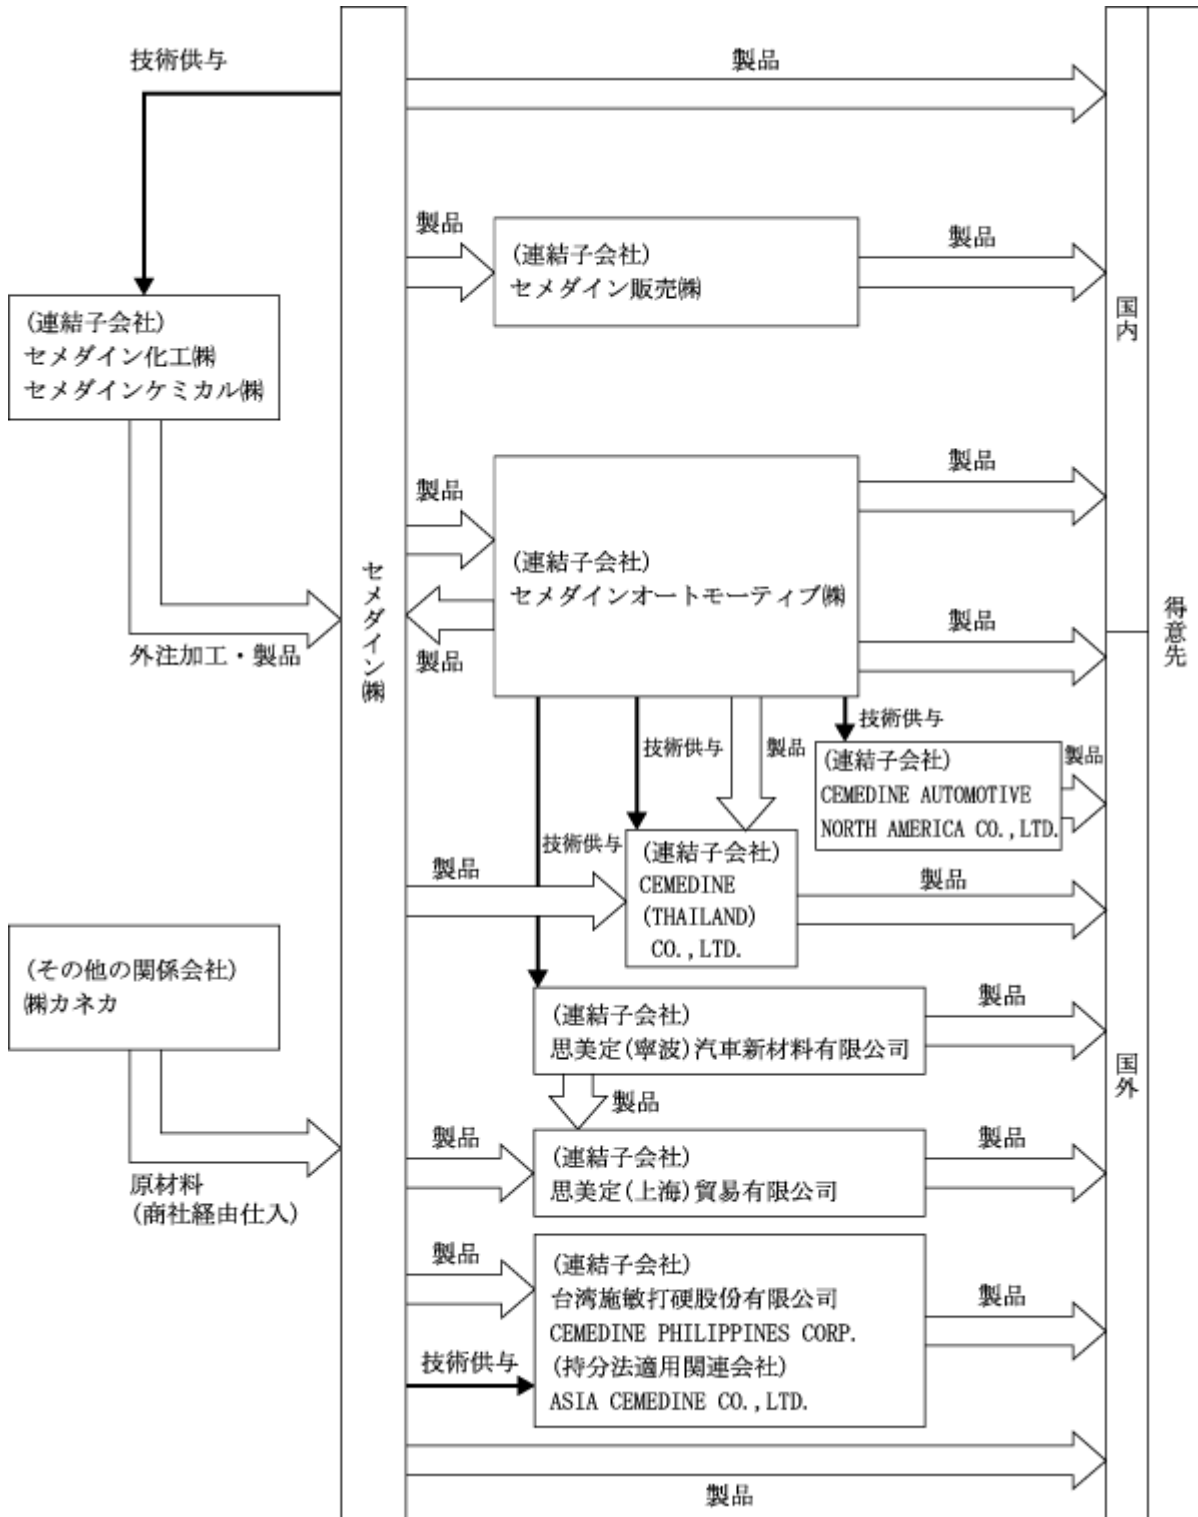 技術供与
製品
製品
(連結子会社)
セメダイン販売㈱
製品
(連結子会社)
セメダイン化工㈱
セメダインケミカル㈱
国内
製品
製品
(連結子会社)
セメダインオートモーティブ㈱
製品
製品
セメダイン㈱
外注加工・製品
得意先
技術供与
技術供与
製品
(連結子会社)
CEMEDINE AUTOMOTIVE
NORTH AMERICA CO.,LTD.
製品
技術供与
製品
(連結子会社)
CEMEDINE
(THAILAND)
CO.,LTD.
製品
(その他の関係会社)
㈱カネカ
(連結子会社)
思美定(寧波)汽車新材料有限公司
製品
国外
製品
製品
(連結子会社)
思美定(上海)貿易有限公司
製品
原材料
(商社経由仕入)
製品
(連結子会社)
台湾施敏打硬股份有限公司
CEMEDINE PHILIPPINES CORP.
(持分法適用関連会社)
ASIA CEMEDINE CO.,LTD.
製品
技術供与
製品